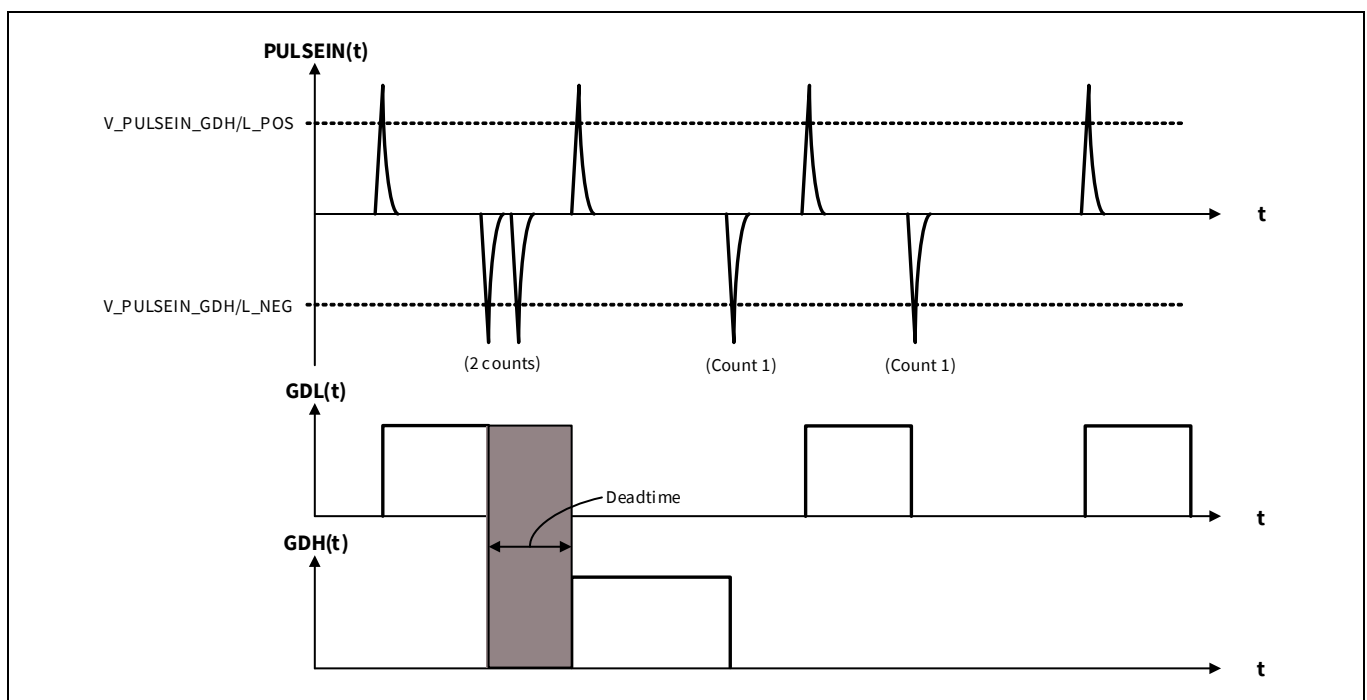 PULSEIN(t)
V_PULSEIN_GDH/L_POS
t
V_PULSEIN_GDH/L_NEG
(2 counts)
(Count 1)
(Count 1)
GDL(t)
Deadtime
t
GDH(t)
t